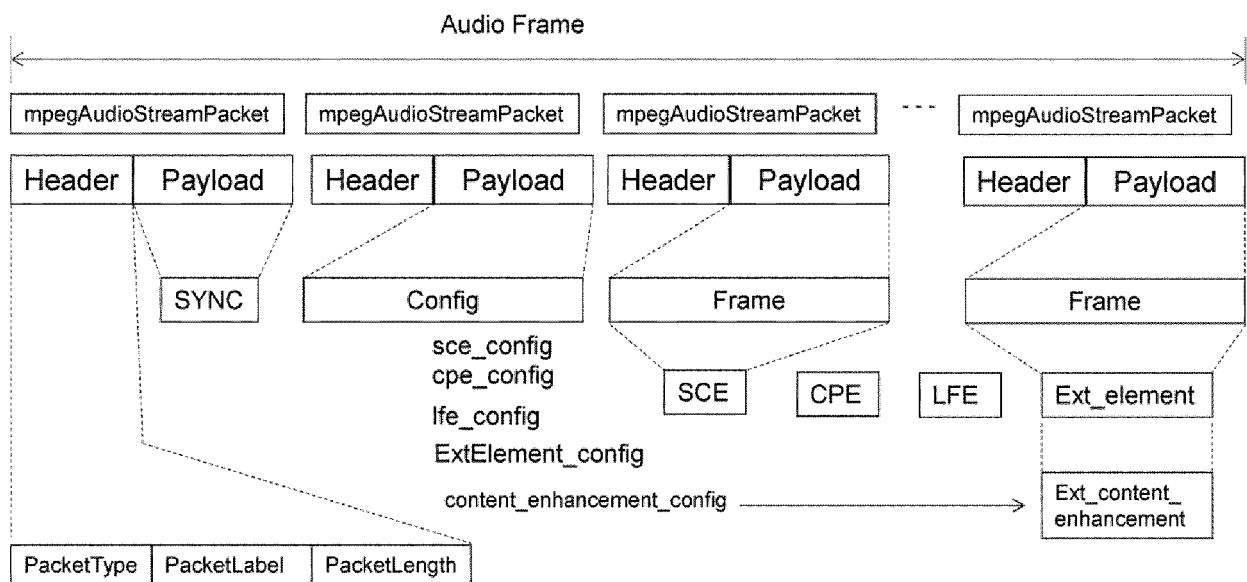 Audio Frame
mpegAudioStreamPacket mpegAudioStreamPacket mpegAudioStreamPacket --- mpegAudioStreamPacket
Header Payload Header Payload Header Payload Header Payload
SYNC Config Frame Frame
sce_config
cpe_config
lfe_config
ExtElement_config
SCE CPE LFE Ext_element
content_enhancement_config
Ext_content_
enhancement
PacketType PacketLabel PacketLength